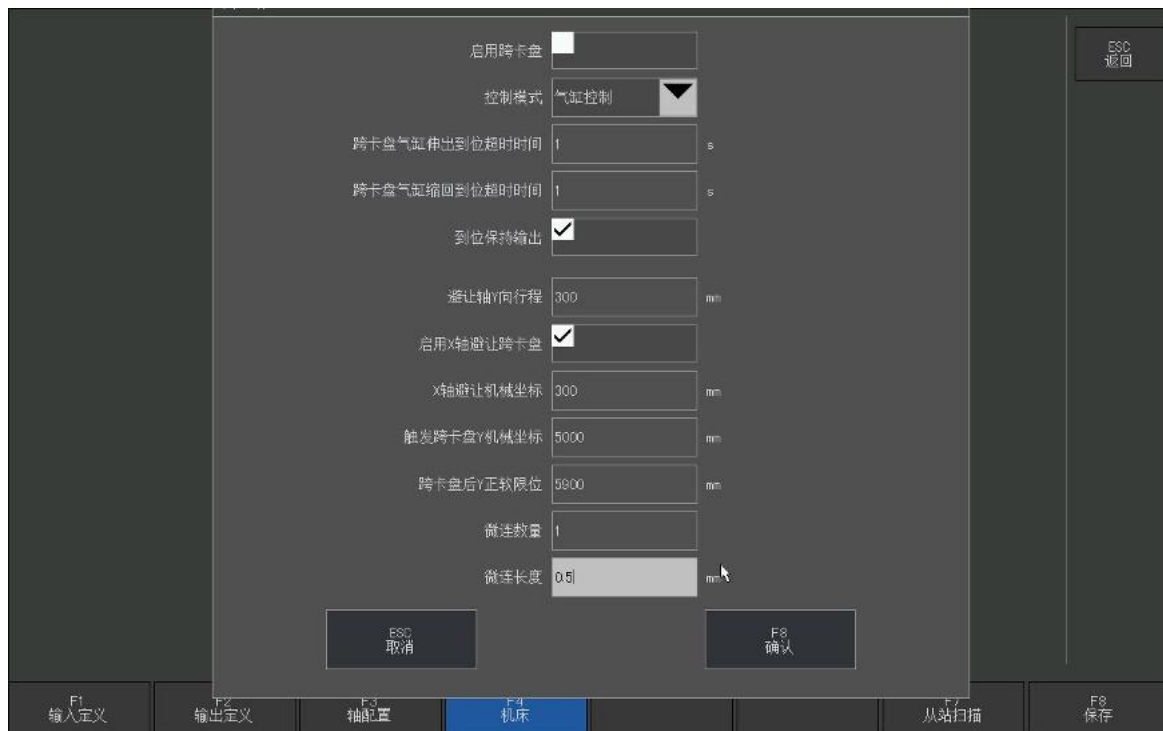 启用跨卡盘
ESC
返回
控制模式 气缸控制
跨卡盘气缸伸出到位超时时间 1 s
跨卡盘气缸缩回到位超时时间 1 s
到位保持输出
避让轴Y向行程 300 mm
启用X轴避让跨卡盘
X轴避让机械坐标 300 mm
触发跨卡盘Y机械坐标 5000 mm
跨卡盘后Y正软限位 5900 mm
微连数量 1
微连长度 0.5 mm
ESC
取消
F8
确认
F1
输入定义
F2
输出定义
F3
轴配置
F4
机床
F7
从站扫描
F8
保存